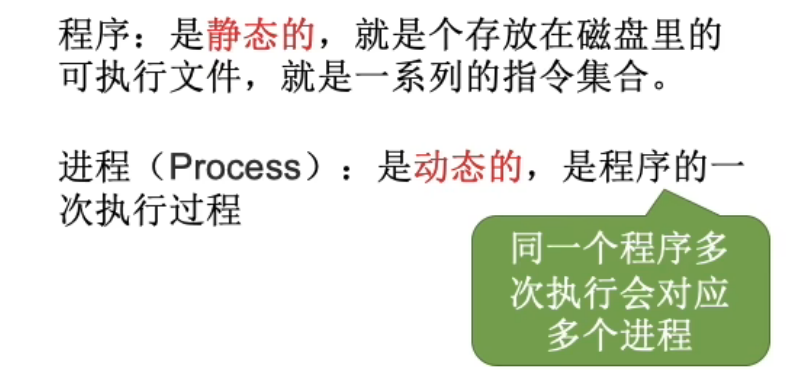 程序：是静态的，就是个存放在磁盘里的
可执行文件，就是一系列的指令集合。
进程（Process）：是动态的，是程序的一
次执行过程
同一个程序多
次执行会对应
多个进程